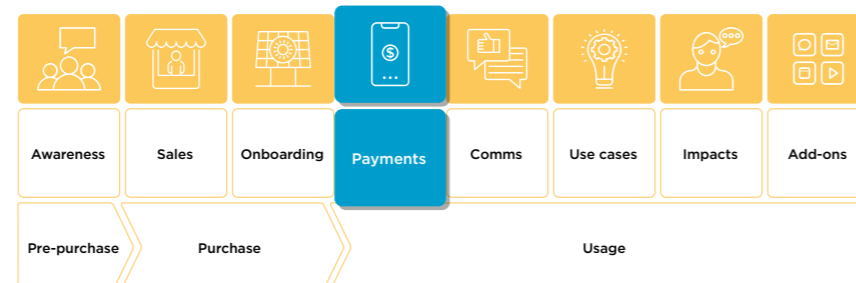 $
Awareness
Sales
Onboarding
Payments
Comms
Use cases
Impacts
Add-ons
Pre-purchase
Purchase
Usage